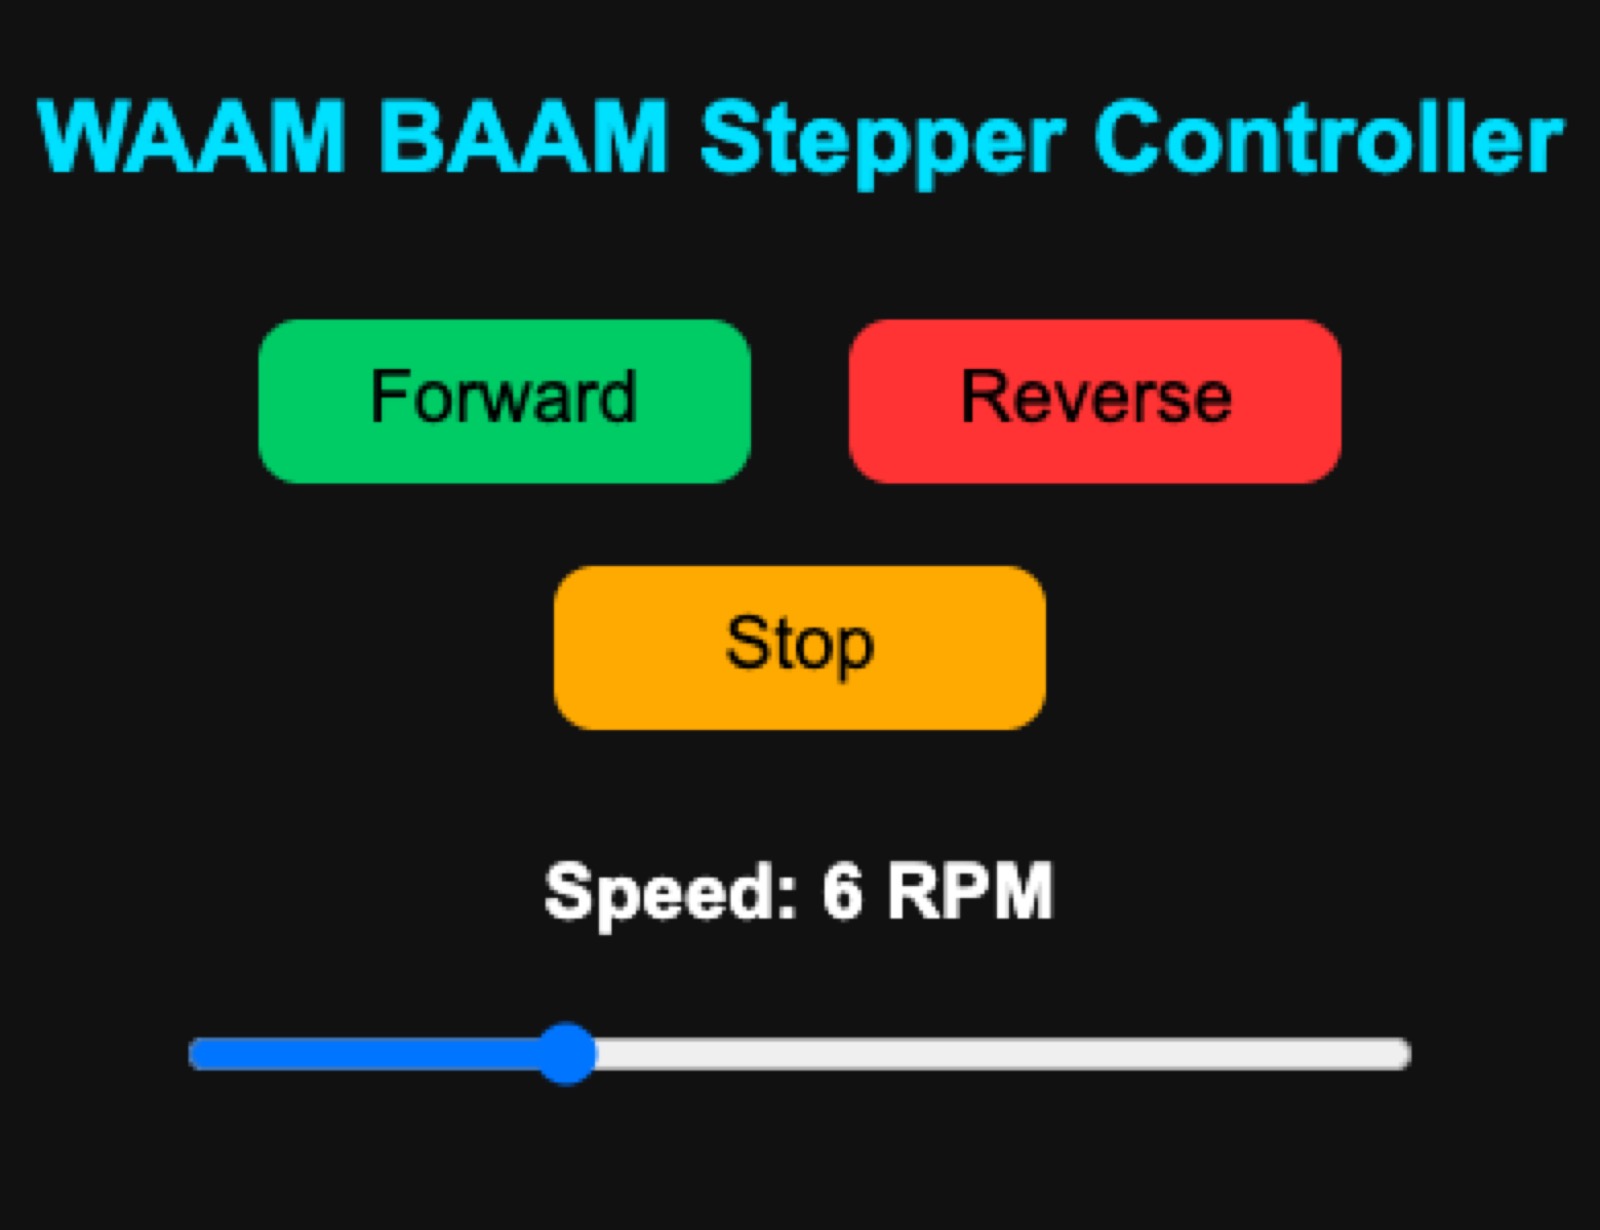 WAAM BAAM Stepper Controller
Forward
Reverse
Stop
Speed: 6 RPM